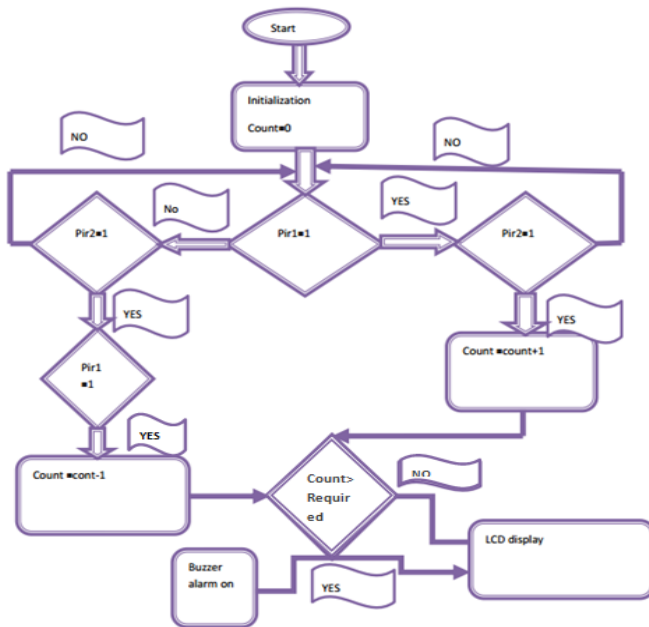 Start
Initialization
Count=0
NO
NO
No
YES
Pir2=1
Pir1=1
Pir2=1
YES
YES
Pir1
=1
Count =count+1
YES
Count =cont-1
Count>
Requir
ed
NO
LCD display
Buzzer
alarm on
YES